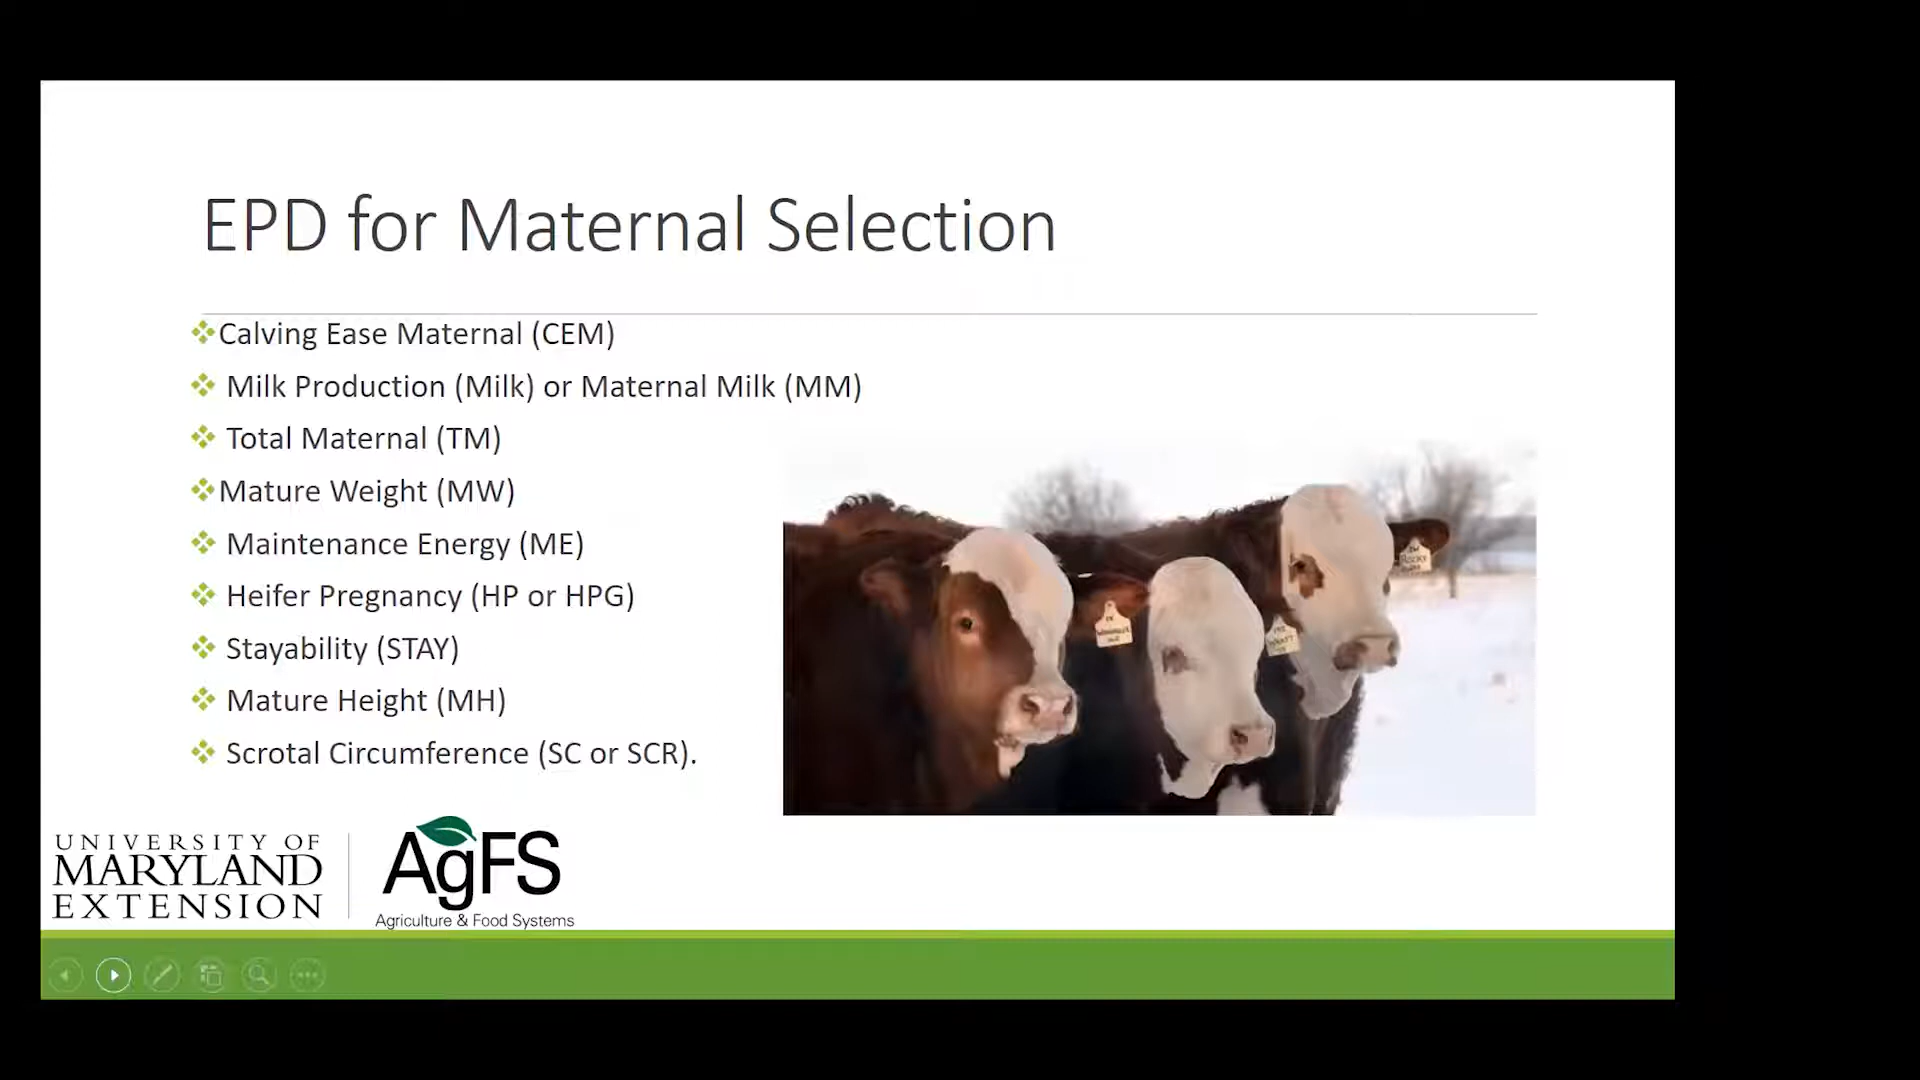 EPD for Maternal Selection
Calving Ease Maternal (CEM)
Milk Production (Milk) or Maternal Milk (MM)
Total Maternal (TM)
Mature Weight (MW)
Maintenance Energy (ME)
Heifer Pregnancy (HP or HPG)
Stayability (STAY)
Mature Height (MH)
Scrotal Circumference (SC or SCR).
UNIVERSITY OF
MARYLAND
EXTENSION
AgFS
Agriculture & Food Systems